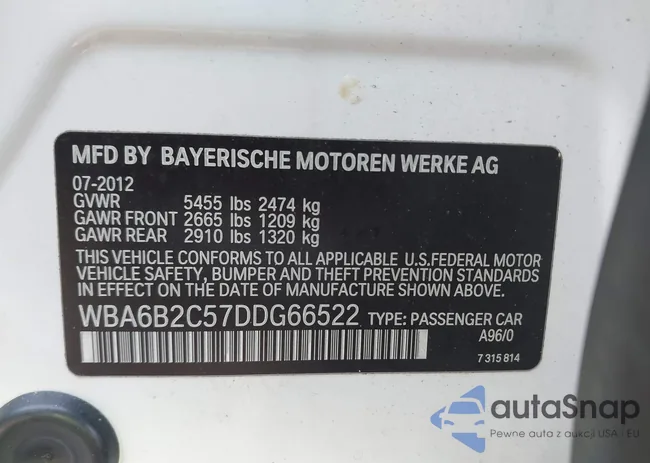 MFD BY BAYERISCHE MOTOREN WERKE AG
07-2012
GVWR 5455 lbs 2474 kg
GAWR FRONT 2665 lbs 1209 kg
GAWR REAR 2910 lbs 1320 kg
THIS VEHICLE CONFORMS TO ALL APPLICABLE U.S.FEDERAL MOTOR
VEHICLE SAFETY, BUMPER AND THEFT PREVENTION STANDARDS
IN EFFECT ON THE DATE OF MANUFACTURE SHOWN ABOVE.
WBA6B2C57DDG66522 TYPE: PASSENGER CAR
A96/0
7 315 814
autaSnap
Pewne auta z aukcji USA - EU